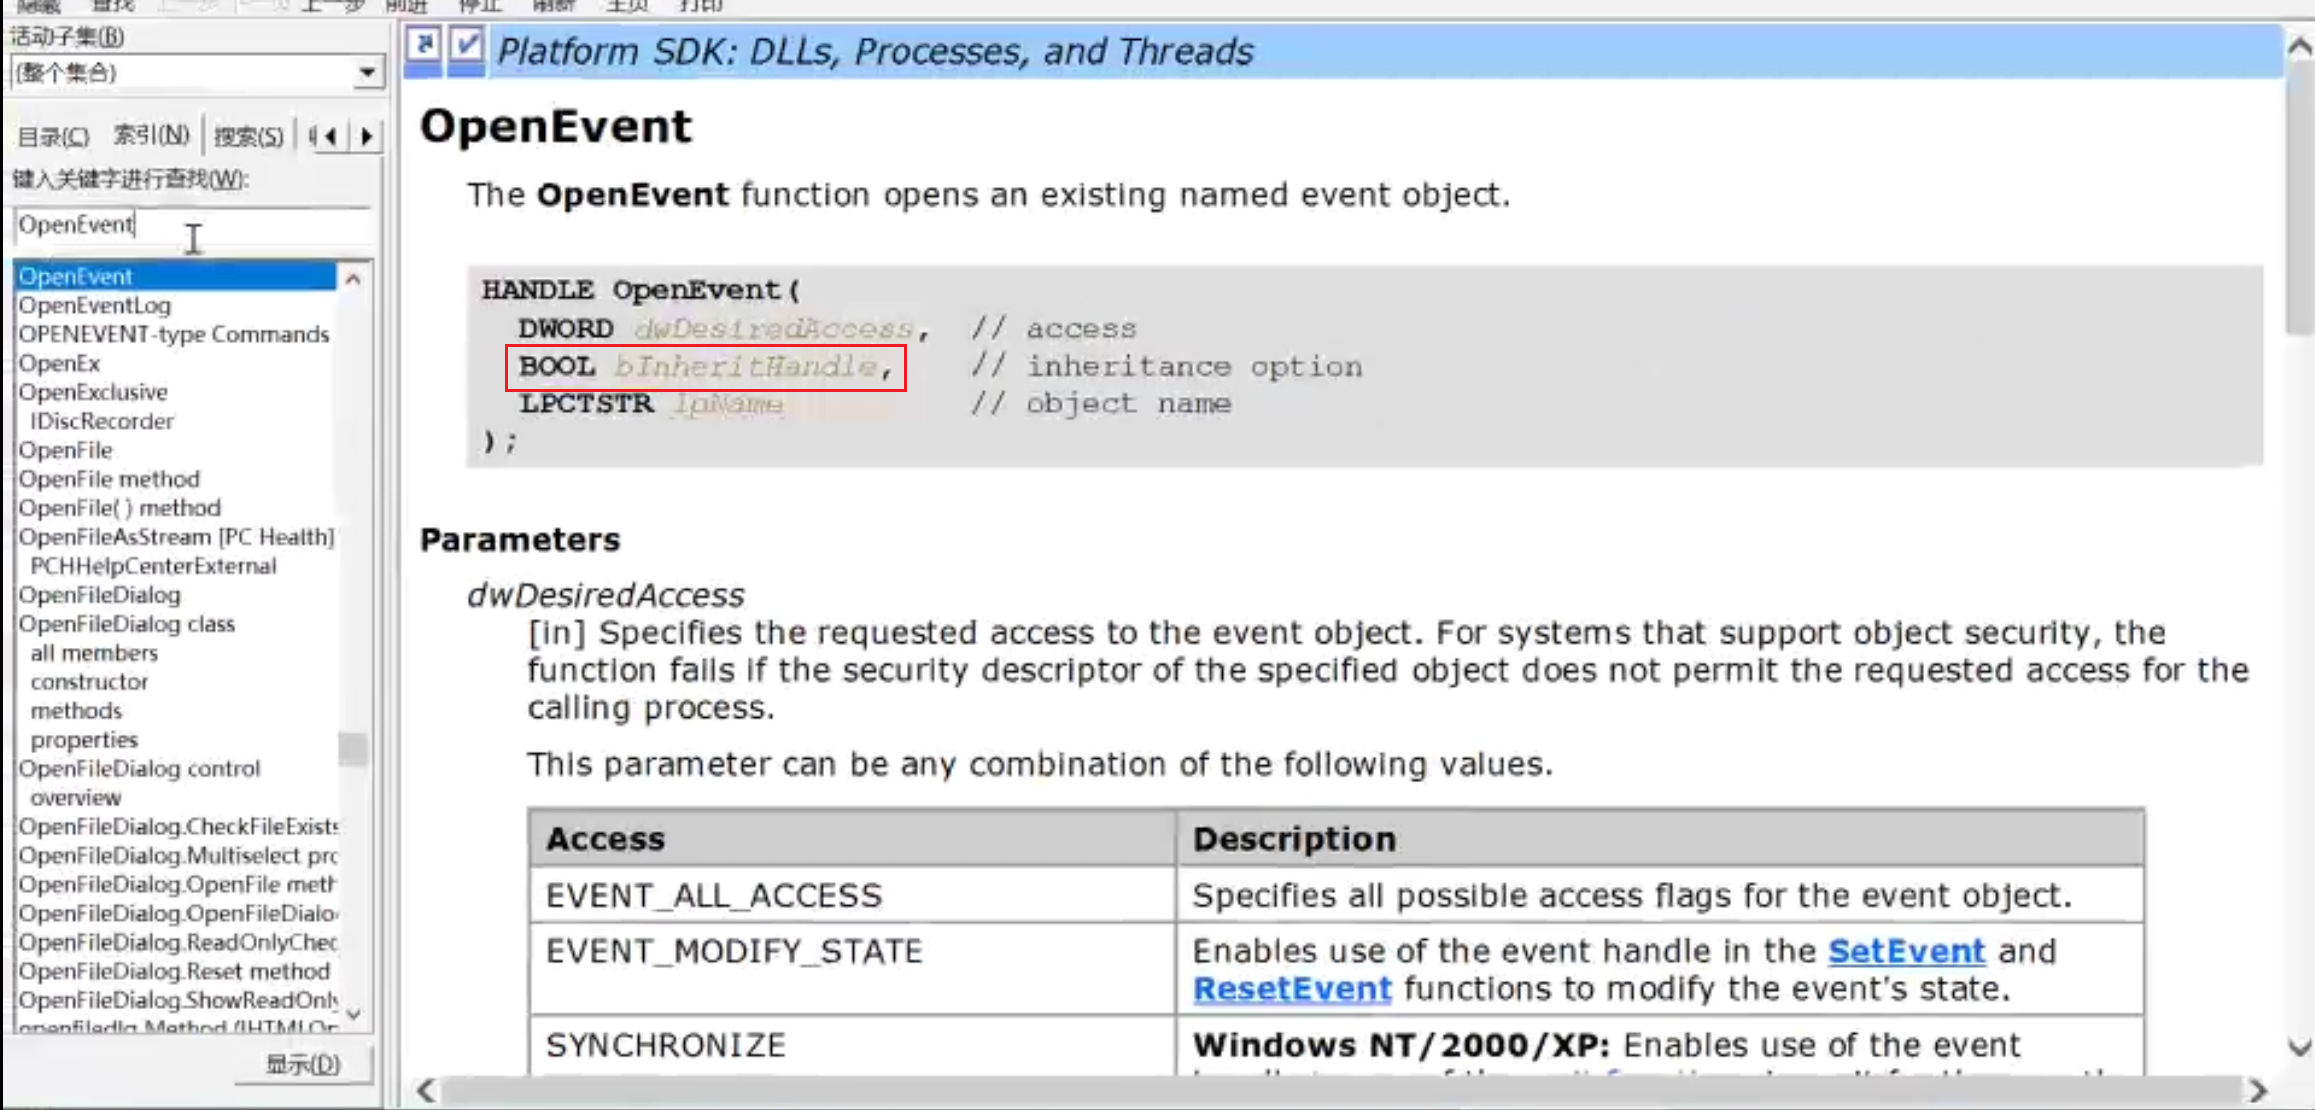 隐藏 查找 上一步 前进 停止 刷新 主页 打印
活动子集(B)
(整个集合)
目录(C) 索引(N) 搜索(S)
键入关键字进行查找(W):
OpenEvent
OpenEvent
OpenEventLog
OPENEVENT-type Commands
OpenEx
OpenExclusive
IDiscRecorder
OpenFile
OpenFile method
OpenFile( ) method
OpenFileAsStream [PC Health]
PCHHelpCenterExternal
OpenFileDialog
OpenFileDialog class
all members
constructor
methods
properties
OpenFileDialog control
overview
OpenFileDialog.CheckFileExists
OpenFileDialog.Multiselect pro
OpenFileDialog.OpenFile meth
OpenFileDialog.OpenFileDialo
OpenFileDialog.ReadOnlyChec
OpenFileDialog.Reset method
OpenFileDialog.ShowReadOnly
显示(D)
Platform SDK: DLLs, Processes, and Threads
OpenEvent
The OpenEvent function opens an existing named event object.
HANDLE OpenEvent(
DWORD dwDesiredAccess, // access
BOOL bInheritHandle, // inheritance option
LPCTSTR lpName // object name
);
Parameters
dwDesiredAccess
[in] Specifies the requested access to the event object. For systems that support object security, the
function fails if the security descriptor of the specified object does not permit the requested access for the
calling process.
This parameter can be any combination of the following values.
Access Description
EVENT_ALL_ACCESS Specifies all possible access flags for the event object.
EVENT_MODIFY_STATE Enables use of the event handle in the SetEvent and
ResetEvent functions to modify the event's state.
SYNCHRONIZE Windows NT/2000/XP: Enables use of the event